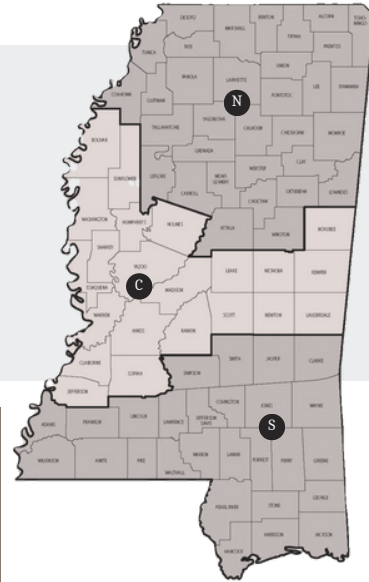 DESOTO
MARSHALL
BENTON
ALCORN
TISHO-
MINGO
TIPPAH
PRENTISS
TUNICA
TATE
UNION
PANOLA
LAFAYETTE
LEE
ITAWAMBA
COAHOMA
QUITMAN
PONTOTOC
N
YALOBUSHA
TALLAHATCHIE
CALHOUN
CHICKASAW
MONROE
BOLIVAR
GRENADA
SUNFLOWER
LEFLORE
WEBSTER
CLAY
MONT-
GOMERY
CARROLL
OKTIBBEHA
LOWNDES
CHOCTAW
WASHINGTON
HUMPHREYS
HOLMES
ATTALA
WINSTON
NOXUBEE
SHARKEY
YAZOO
LEAKE
NESHOBA
KEMPER
ISSAQUENA
C
MADISON
WARREN
SCOTT
NEWTON
LAUDERDALE
HINDS
RANKIN
CLAIBORNE
COPIAH
SIMPSON
SMITH
JASPER
CLARKE
JEFFERSON
ADAMS
FRANKLIN
LINCOLN
LAWRENCE
JEFFERSON
DAVIS
COVINGTON
JONES
WAYNE
S
WILKINSON
AMITE
PIKE
WALTHALL
MARION
LAMAR
FORREST
PERRY
GREENE
PEARL RIVER
STONE
GEORGE
HANCOCK
HARRISON
JACKSON